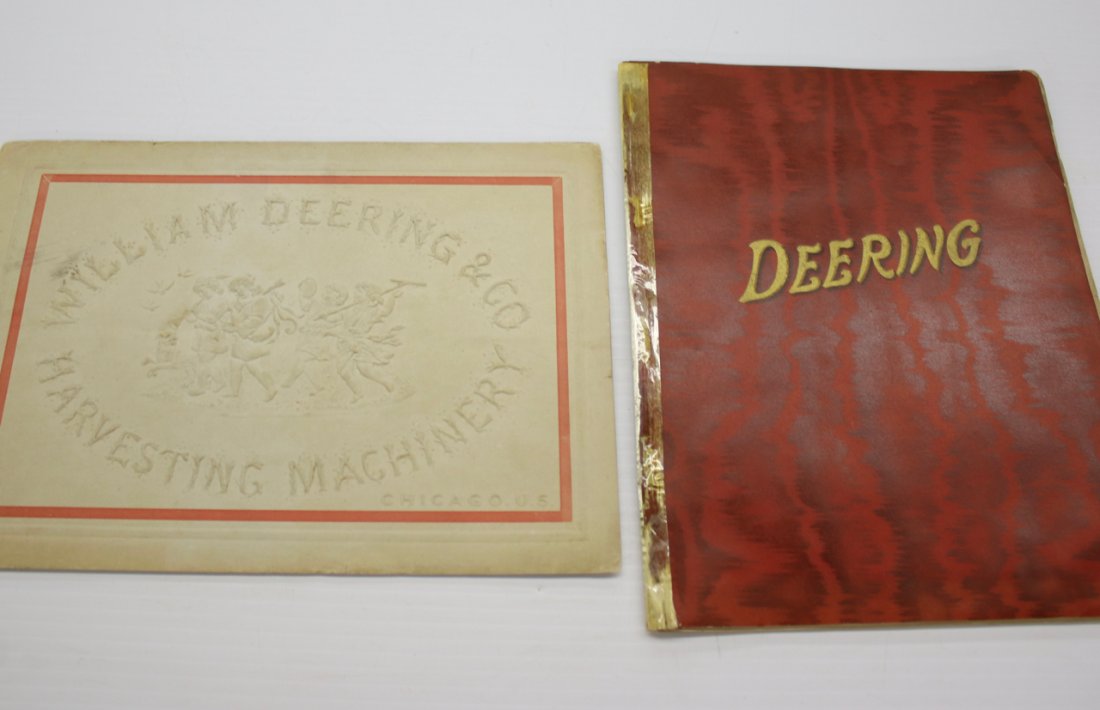 WILLIAM DEERING & CO
HARVESTING MACHINERY
CHICAGO. U.S.
DEERING